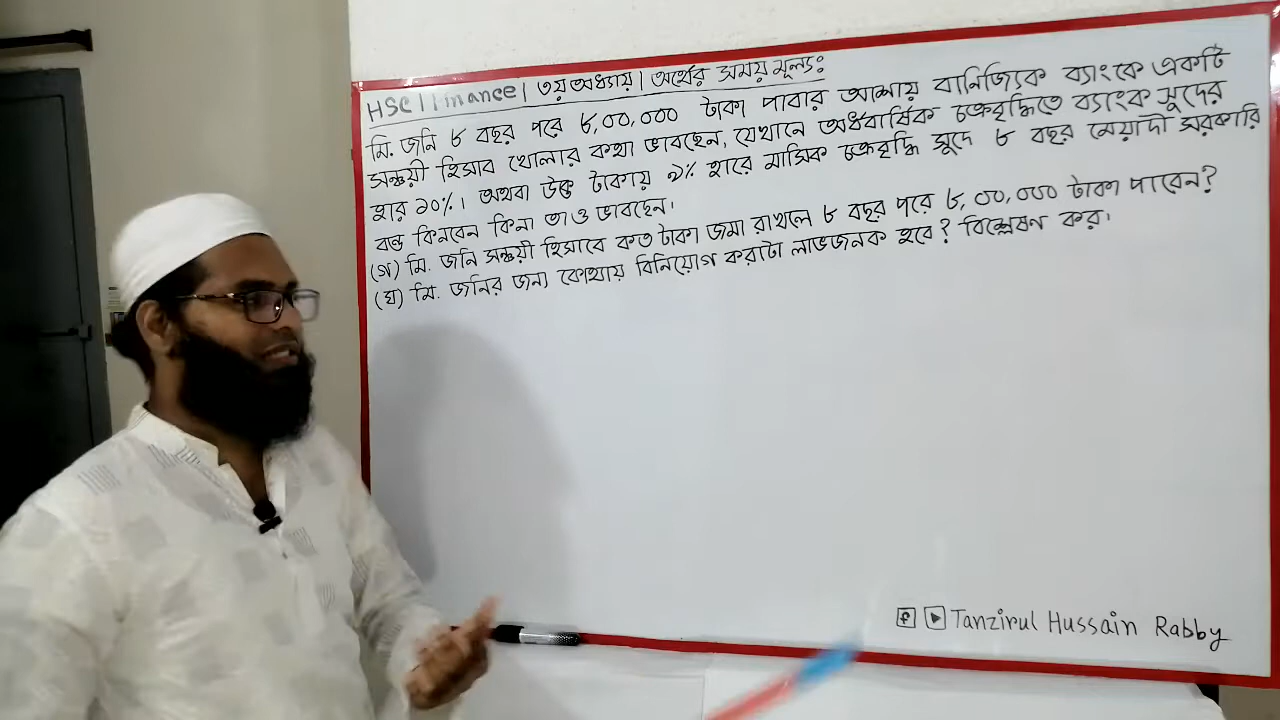 HSC | Finance | ৩য় অধ্যায় | অর্থের সময় মূল্যঃ
মি. জনি ৮ বছর পরে ৮,০০,০০০ টাকা পাবার আশায় বানিজ্যিক ব্যাংকে একটি
সঞ্চয়ী হিসাব খোলার কথা ভাবছেন, যেখানে অর্ধবার্ষিক চক্রবৃদ্ধিতে ব্যাংক সুদের
হার ১০%। অথবা উক্ত টাকায় ৯% হারে মাসিক চক্রবৃদ্ধি সুদে ৮ বছর মেয়াদী সরকারি
বন্ড কিনবেন কিনা তাও ভাবছেন।
(গ) মি. জনি সঞ্চয়ী হিসাবে কত টাকা জমা রাখলে ৮ বছর পরে ৮,০০,০০০ টাকা পাবেন?
(ঘ) মি. জনির জন্য কোথায় বিনিয়োগ করাটা লাভজনক হবে? বিশ্লেষণ কর।
Tanzirul Hussain Rabby